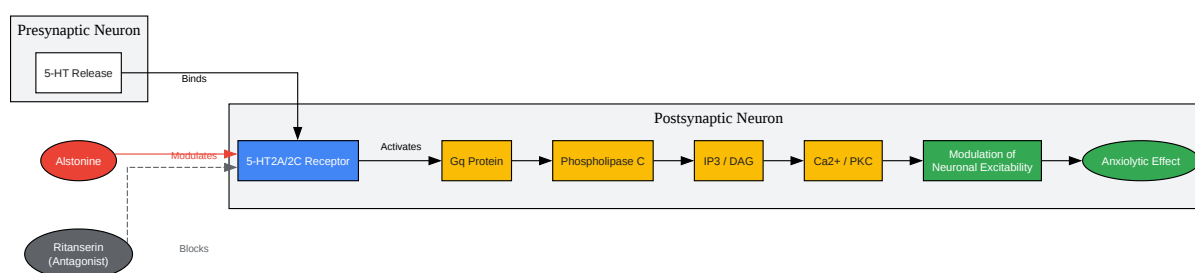 Presynaptic Neuron
5-HT Release
Binds
Postsynaptic Neuron
Alstonine
Modulates
5-HT2A/2C Receptor
Activates
Gq Protein
Phospholipase C
IP3 / DAG
Ca2+ / PKC
Modulation of
Neuronal Excitability
Anxiolytic Effect
Ritanserin
(Antagonist)
Blocks